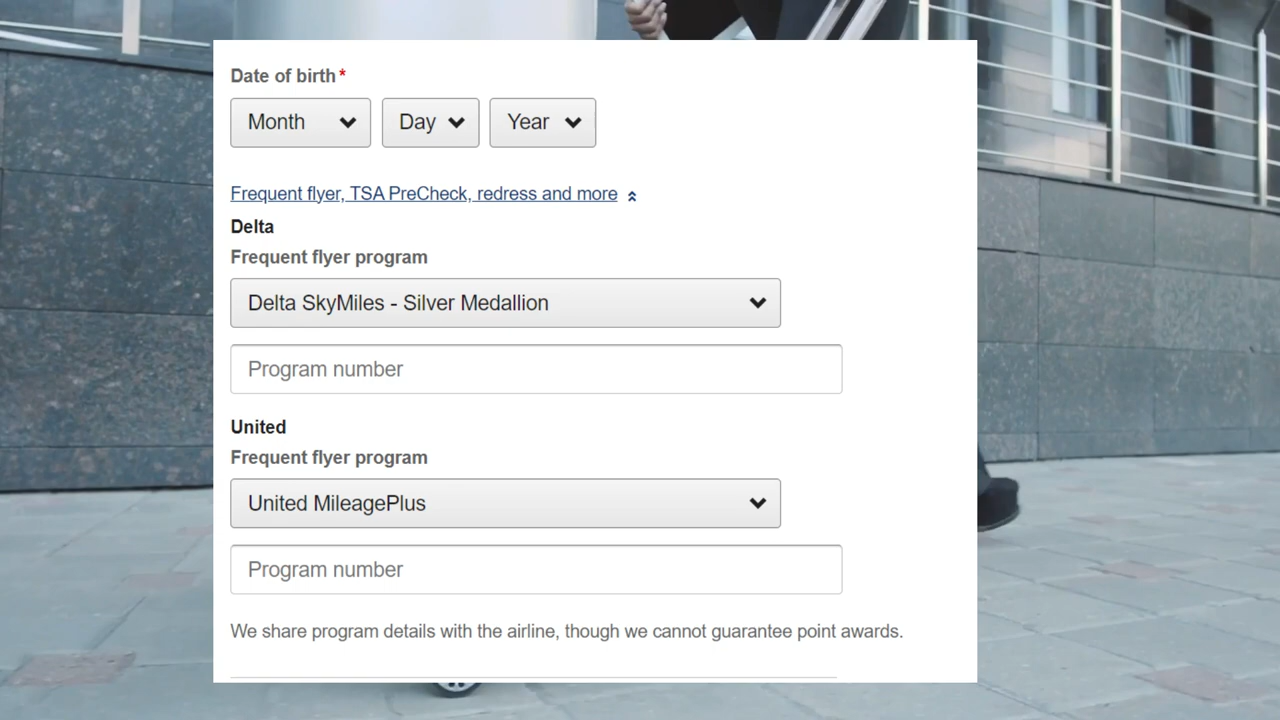 Date of birth*
Month Day Year
Frequent flyer, TSA PreCheck, redress and more
Delta
Frequent flyer program
Delta SkyMiles - Silver Medallion
Program number
United
Frequent flyer program
United MileagePlus
Program number
We share program details with the airline, though we cannot guarantee point awards.